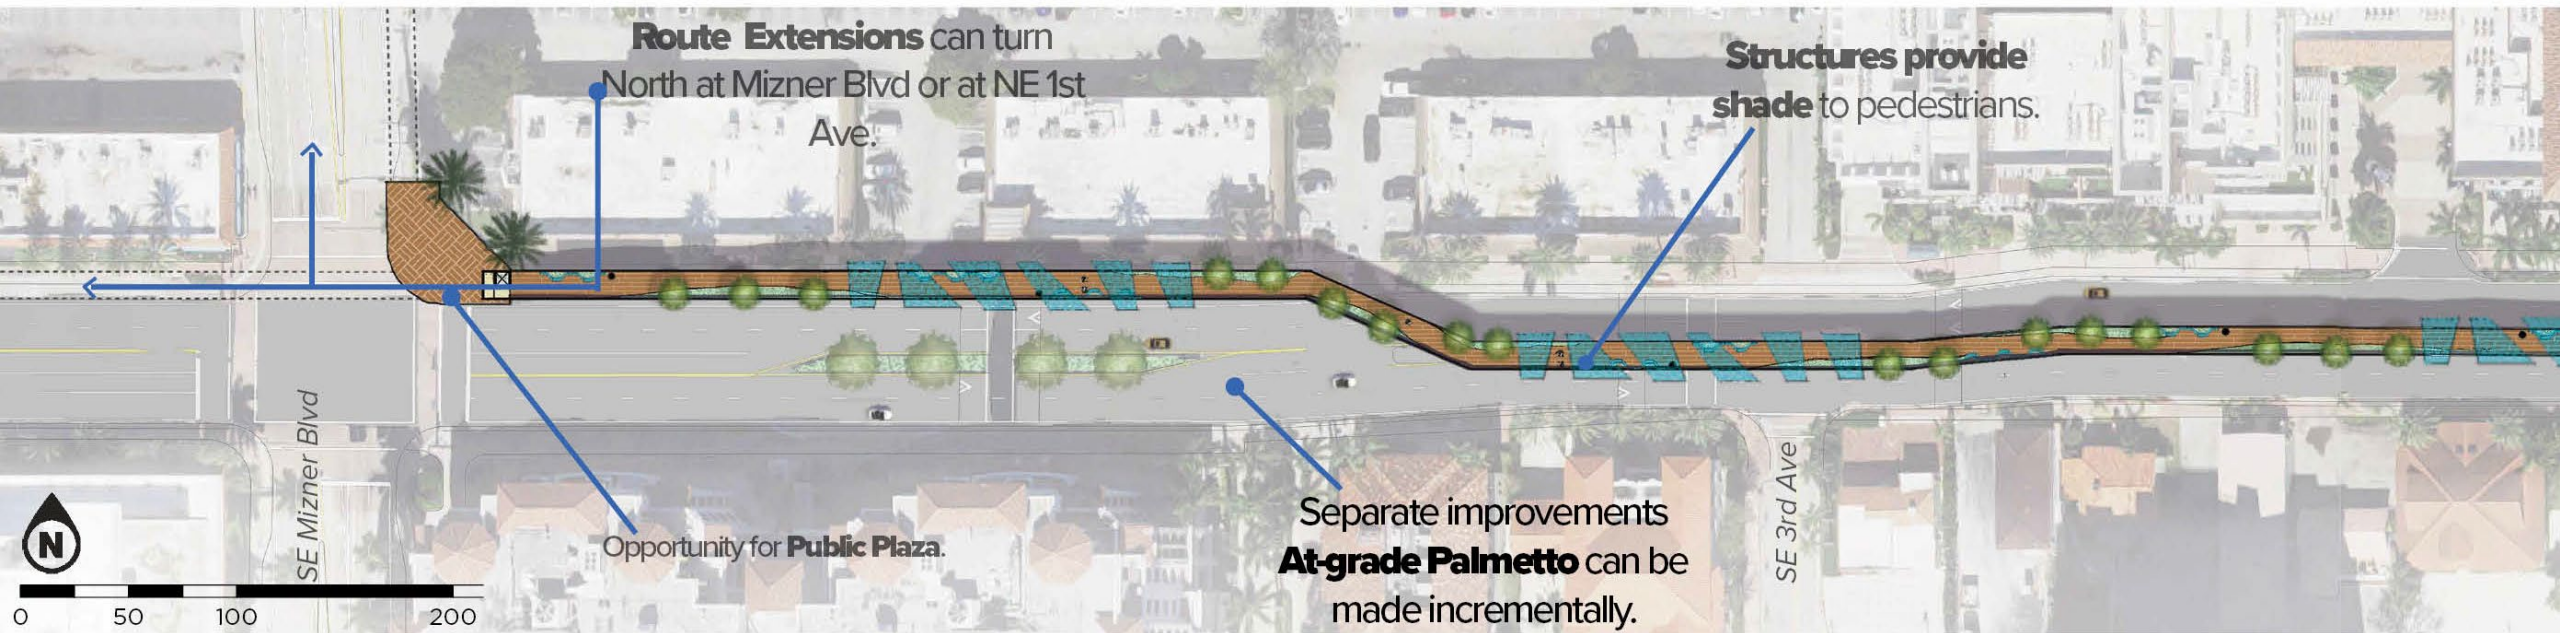 Route Extensions can turn
North at Mizner Blvd or at NE 1st
Ave.
Structures provide
shade to pedestrians.
SE Mizner Blvd
Opportunity for Public Plaza.
Separate improvements
At-grade Palmetto can be
made incrementally.
SE 3rd Ave
N
0 50 100 200